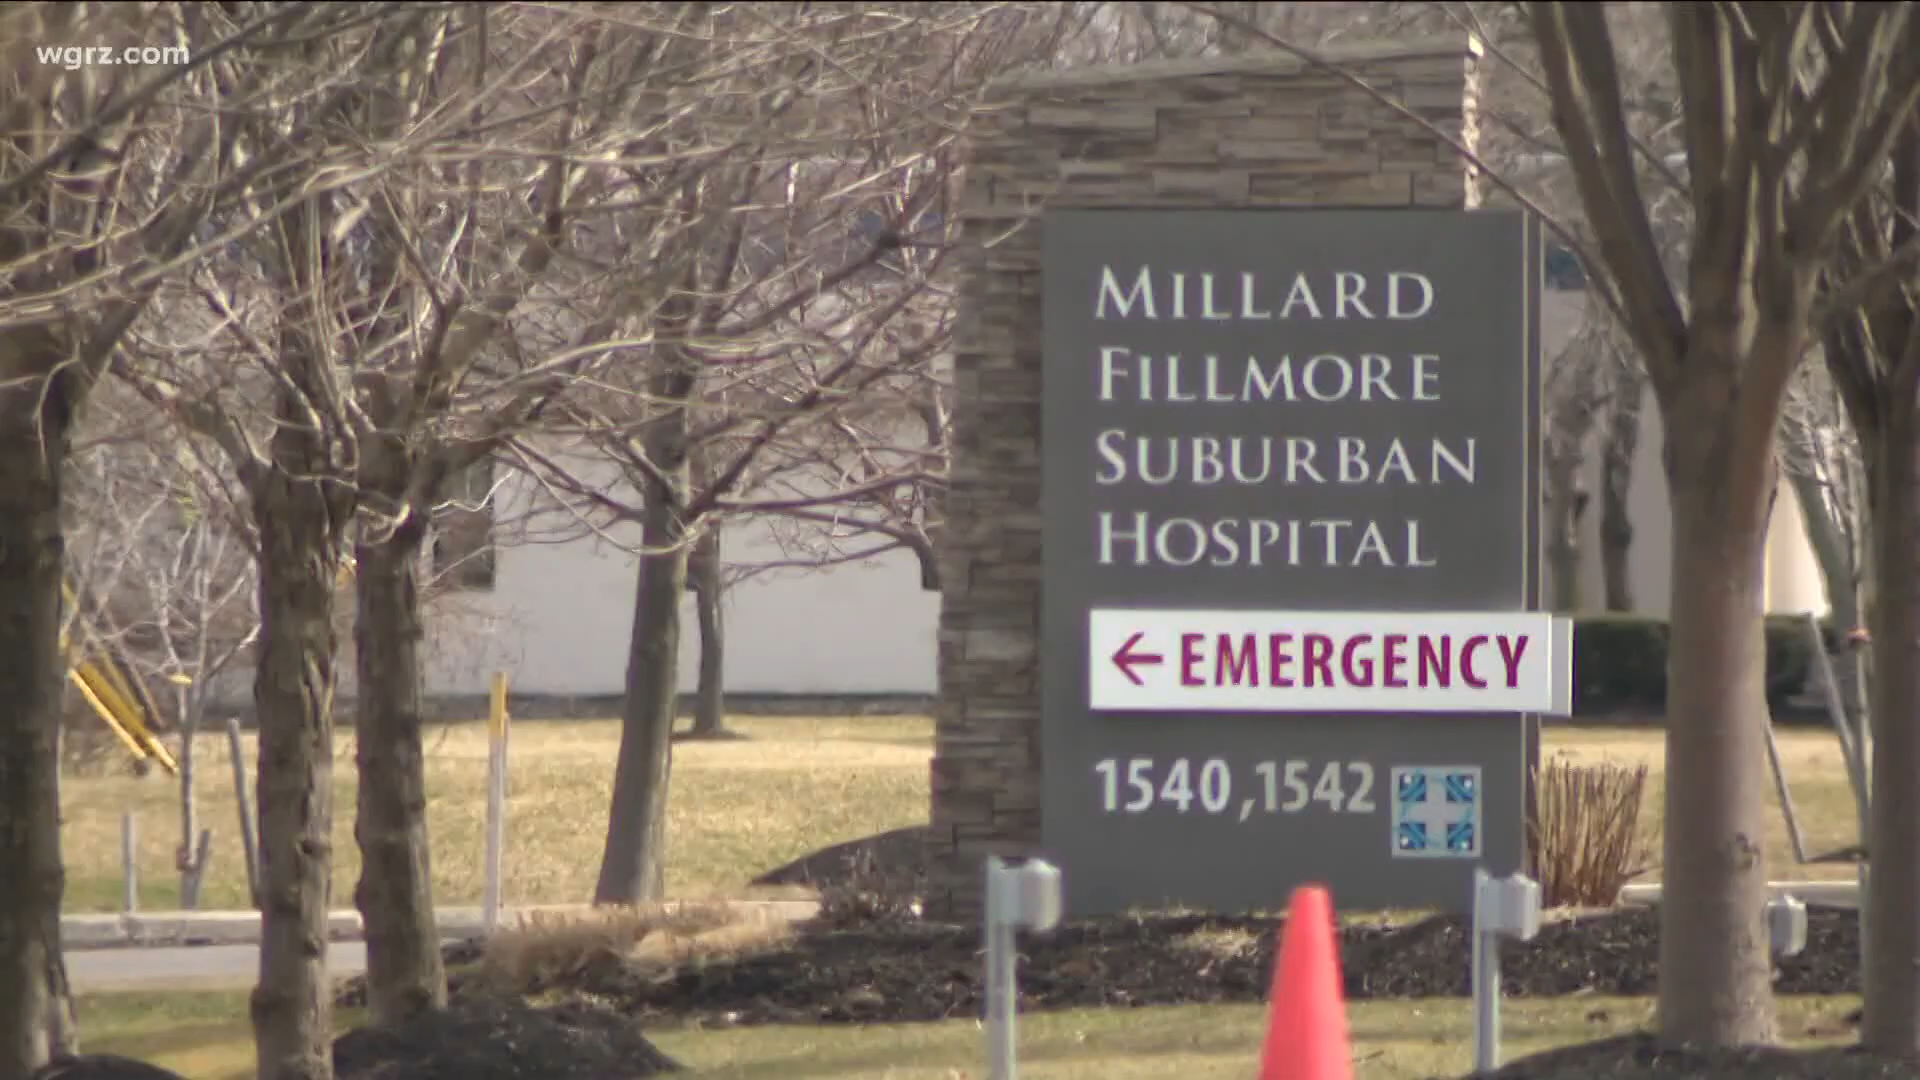 wgrz.com
MILLARD
FILLMORE
SUBURBAN
HOSPITAL
← EMERGENCY
1540,1542